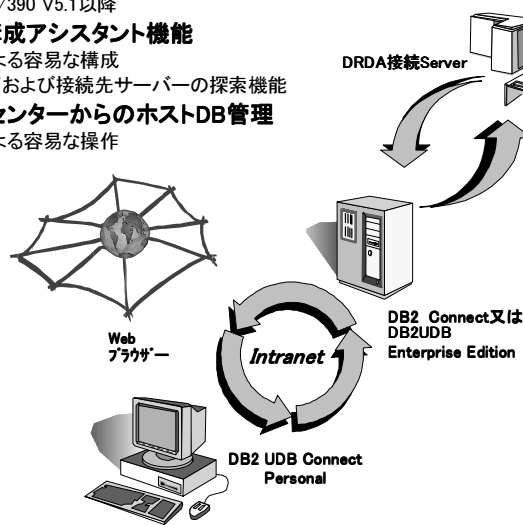 /390 V5.1以降
構成アシスタント機能
よる容易な構成
および接続先サーバーの探索機能
センターからのホストDB管理
よる容易な操作
DRDA接続Server
DB2 Connect又は
DB2UDB
Enterprise Edition
Web
ブラウザー
Intranet
DB2 UDB Connect
Personal